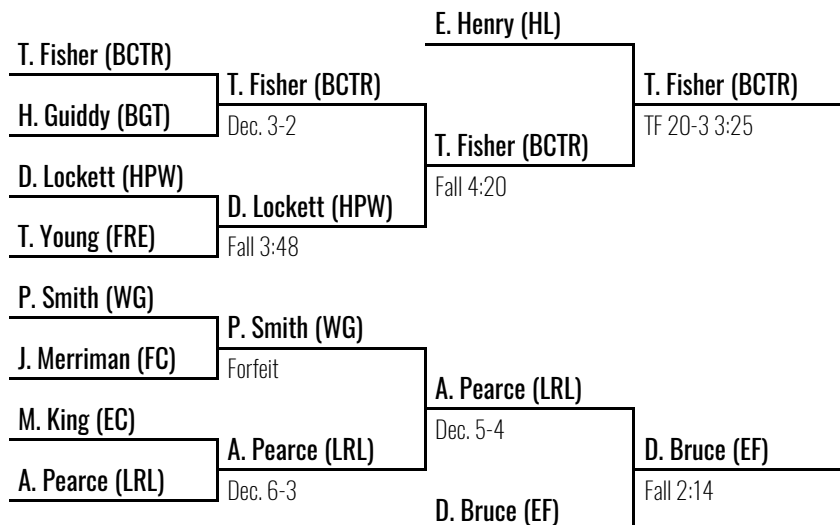 E. Henry (HL)
T. Fisher (BCTR)
T. Fisher (BCTR)
T. Fisher (BCTR)
H. Guiddy (BGT)
Dec. 3-2
TF 20-3 3:25
T. Fisher (BCTR)
D. Lockett (HPW)
Fall 4:20
D. Lockett (HPW)
T. Young (FRE)
Fall 3:48
P. Smith (WG)
P. Smith (WG)
J. Merriman (FC)
Forfeit
A. Pearce (LRL)
M. King (EC)
Dec. 5-4
A. Pearce (LRL)
D. Bruce (EF)
A. Pearce (LRL)
Dec. 6-3
Fall 2:14
D. Bruce (EF)